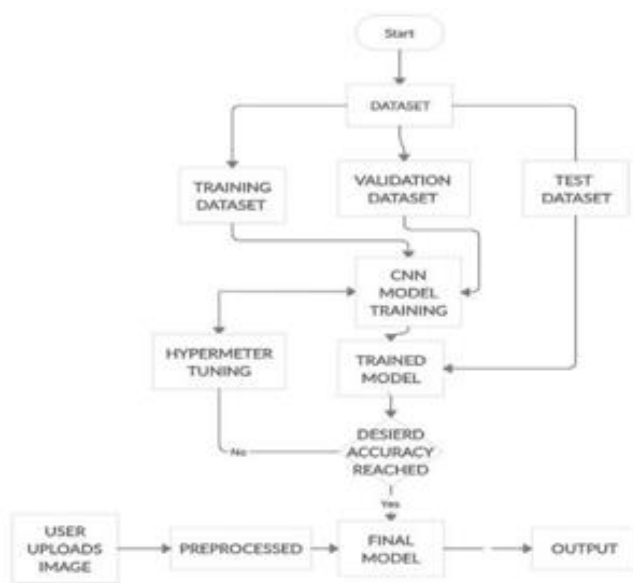 Start
DATASET
TRAINING
DATASET
VALIDATION
DATASET
TEST
DATASET
CNN
MODEL
TRAINING
HYPERMETER
TUNING
TRAINED
MODEL
DESIERD
ACCURACY
REACHED
No
Yes
USER
UPLOADS
IMAGE
PREPROCESSED
FINAL
MODEL
OUTPUT